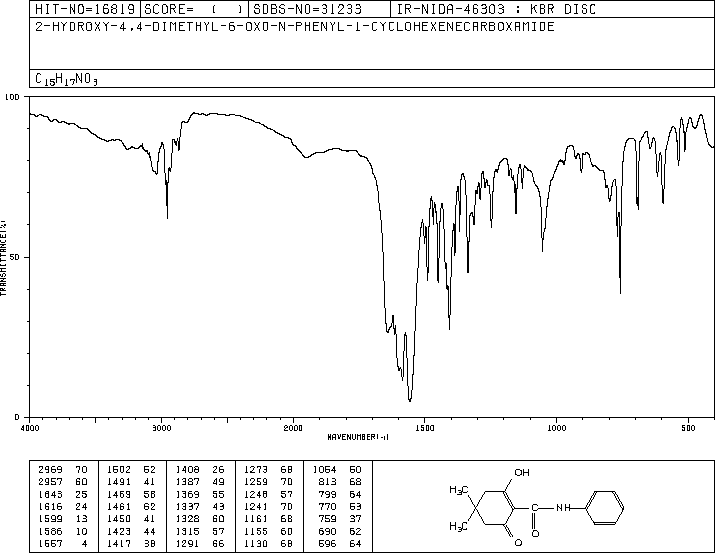 HIT-NO=16819 SCORE= ( ) SDBS-NO=31233 IR-NIDA-46303 : KBR DISC
2-HYDROXY-4,4-DIMETHYL-6-OXO-N-PHENYL-1-CYCLOHEXENECARBOXAMIDE
C15H17NO3
100
50
0
TRANSMITTANCE(%)
4000 3000 2000 1500 1000 500
WAVENUMBER(-1)
2969 70 1502 52 1408 26 1273 68 1054 50
2957 60 1491 41 1387 49 1259 70 813 68
1643 25 1469 58 1369 55 1248 57 799 64
1616 24 1461 62 1337 43 1241 70 770 53
1599 13 1450 41 1328 60 1161 68 759 37
1586 10 1423 44 1315 57 1155 60 690 62
1557 4 1417 38 1291 66 1130 68 596 64
OH
H3C
H3C
NH
O
O